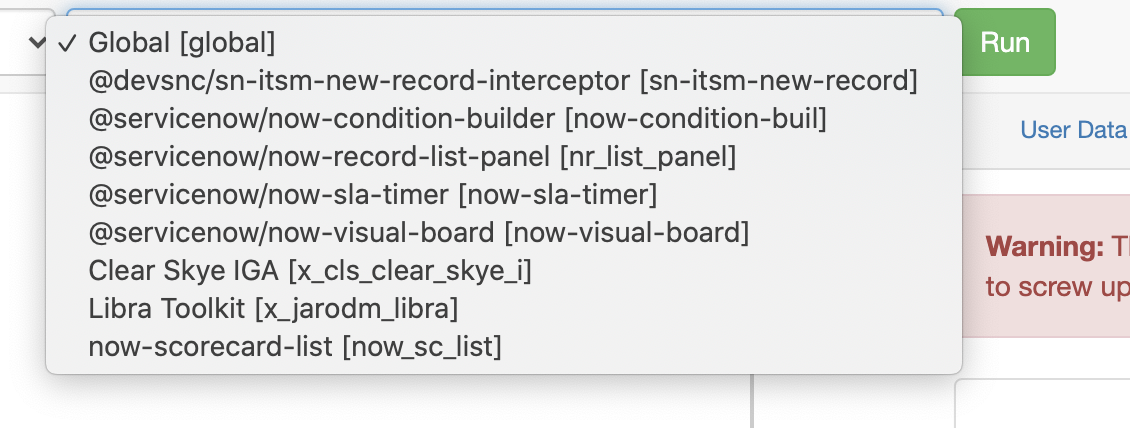 ✓ Global [global]
Run
@devsnc/sn-itsm-new-record-interceptor [sn-itsm-new-record]
@servicenow/now-condition-builder [now-condition-buil]
User Data
@servicenow/now-record-list-panel [nr_list_panel]
@servicenow/now-sla-timer [now-sla-timer]
@servicenow/now-visual-board [now-visual-board]
Warning:
Clear Skye IGA [x_cls_clear_skye_i]
to screw up
Libra Toolkit [x_jarodm_libra]
now-scorecard-list [now_sc_list]